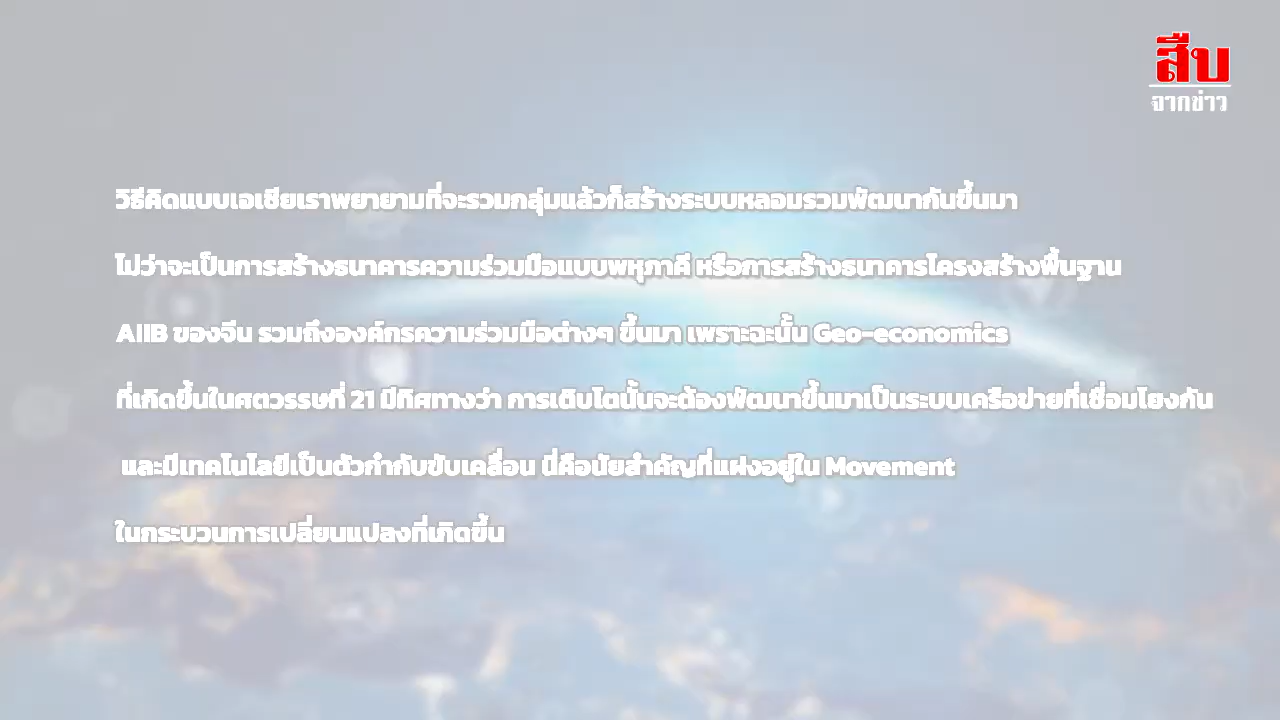 สืบ
จากข่าว
วิธีคิดแบบเอเชียเราพยายามที่จะรวมกลุ่มแล้วก็สร้างระบบหลอมรวมพัฒนากันขึ้นมา
ไม่ว่าจะเป็นการสร้างธนาคารความร่วมมือแบบพหุภาคี หรือการสร้างธนาคารโครงสร้างพื้นฐาน
AIIB ของจีน รวมถึงองค์กรความร่วมมือต่างๆ ขึ้นมา เพราะฉะนั้น Geo-economics
ที่เกิดขึ้นในศตวรรษที่ 21 มีทิศทางว่า การเติบโตนั้นจะต้องพัฒนาขึ้นมาเป็นระบบเครือข่ายที่เชื่อมโยงกัน
และมีเทคโนโลยีเป็นตัวกำกับขับเคลื่อน นี่คือนัยสำคัญที่แฝงอยู่ใน Movement
ในกระบวนการเปลี่ยนแปลงที่เกิดขึ้น